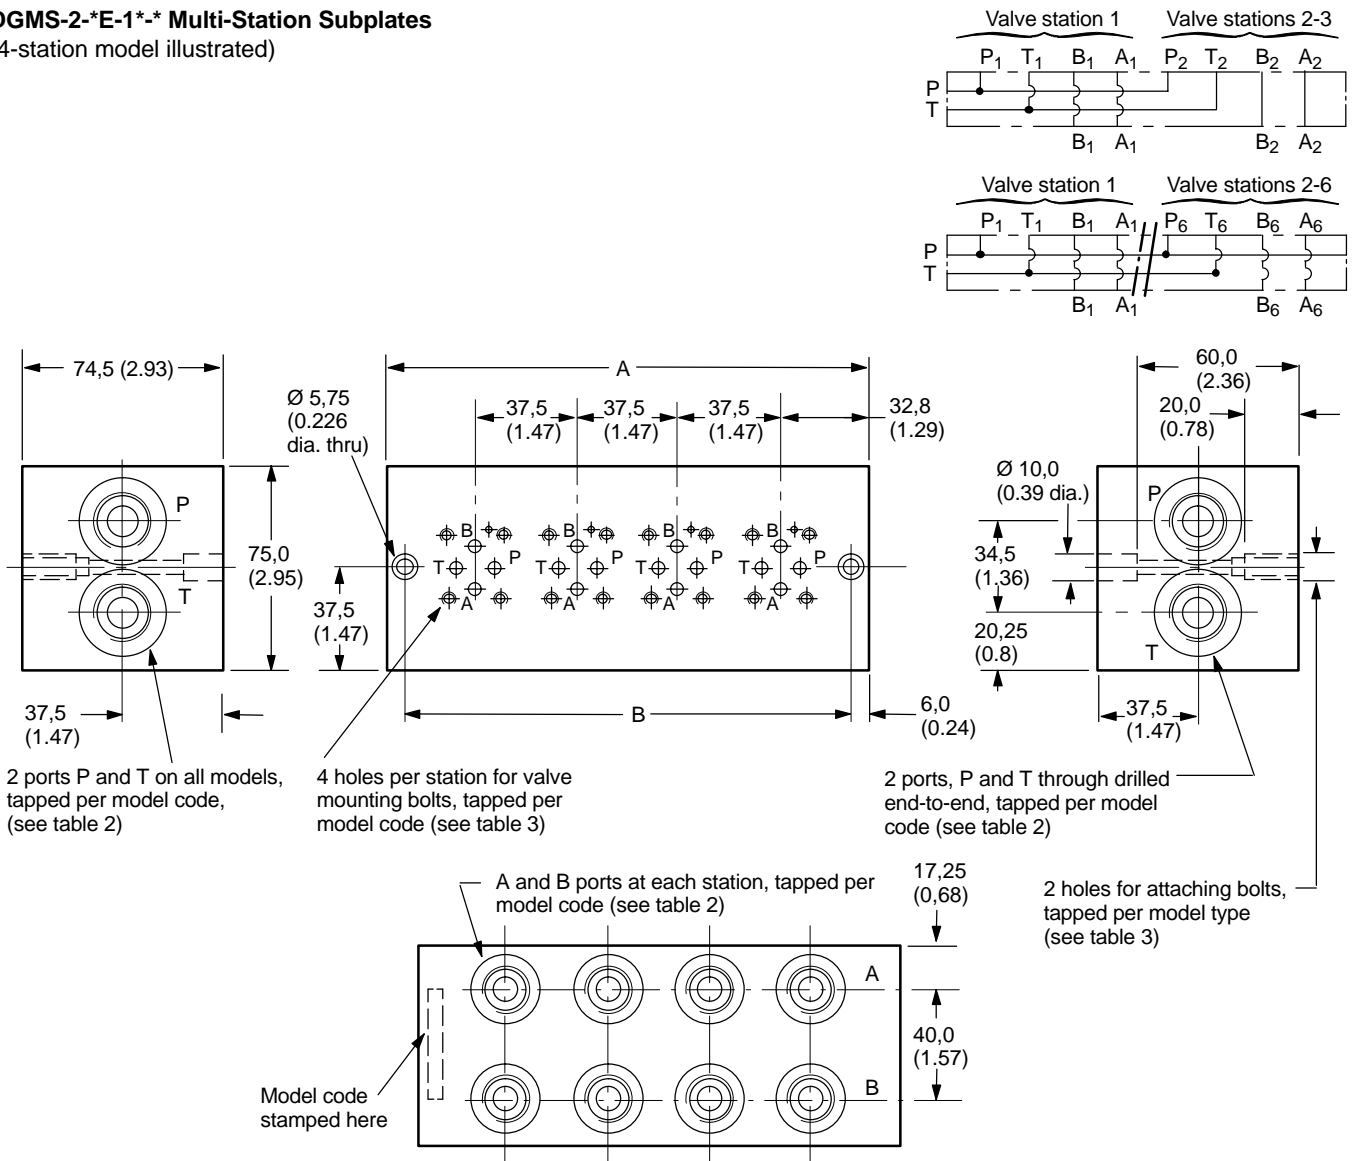 OGMS-2-*E-1*-* Multi-Station Subplates
4-station model illustrated)
Valve station 1 Valve stations 2-3
P1 T1 B1 A1 P2 T2 B2 A2
P
T
B1 A1 B2 A2
Valve station 1 Valve stations 2-6
P1 T1 B1 A1 P6 T6 B6 A6
P
T
B1 A1 B6 A6
74,5 (2.93)
P
T
75,0
(2.95)
37,5
(1.47)
2 ports P and T on all models,
tapped per model code,
(see table 2)
Ø 5,75
(0.226
dia. thru)
A
37,5
(1.47)
37,5
(1.47)
37,5
(1.47)
32,8
(1.29)
B B B B
T P T P T P T P
A A A A
37,5
(1.47)
B
6,0
(0.24)
4 holes per station for valve
mounting bolts, tapped per
model code (see table 3)
60,0
(2.36)
20,0
(0.78)
Ø 10,0
(0.39 dia.)
P
34,5
(1,36)
20,25
(0.8)
T
37,5
(1.47)
2 ports, P and T through drilled
end-to-end, tapped per model
code (see table 2)
2 holes for attaching bolts,
tapped per model type
(see table 3)
A and B ports at each station, tapped per
model code (see table 2)
17,25
(0,68)
A
40,0
(1.57)
B
Model code
stamped here